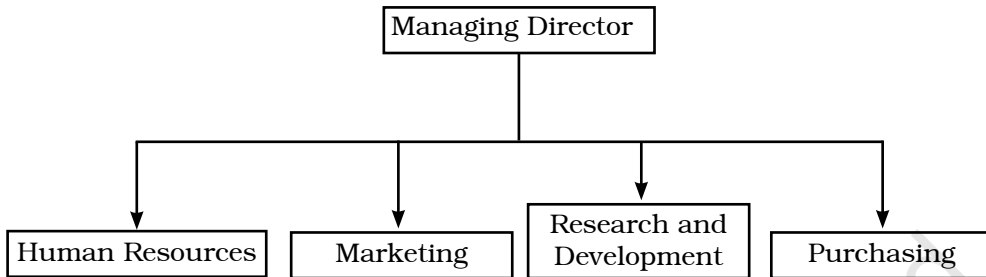 Managing Director
Human Resources
Marketing
Research and
Development
Purchasing